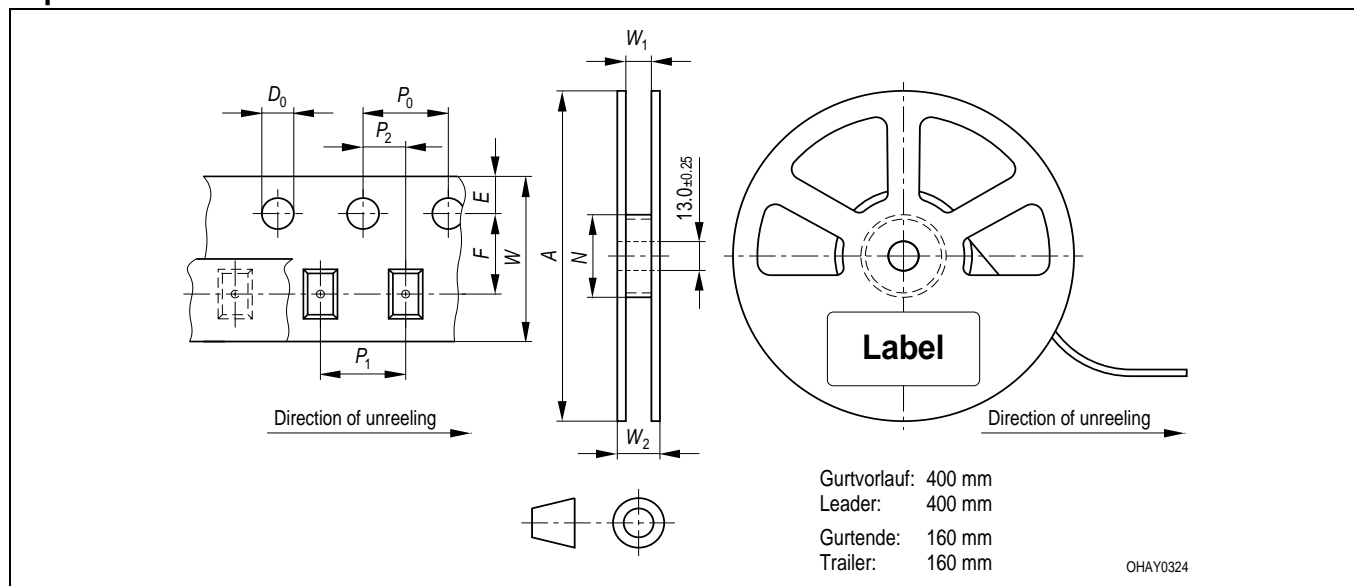 W1
D0
P0
P2
E
F
W
A
N
13.0±0.25
Label
P1
Direction of unreeling
W2
Direction of unreeling
Gurtvorlauf: 400 mm
Leader: 400 mm
Gurtende: 160 mm
Trailer: 160 mm
OHAY0324